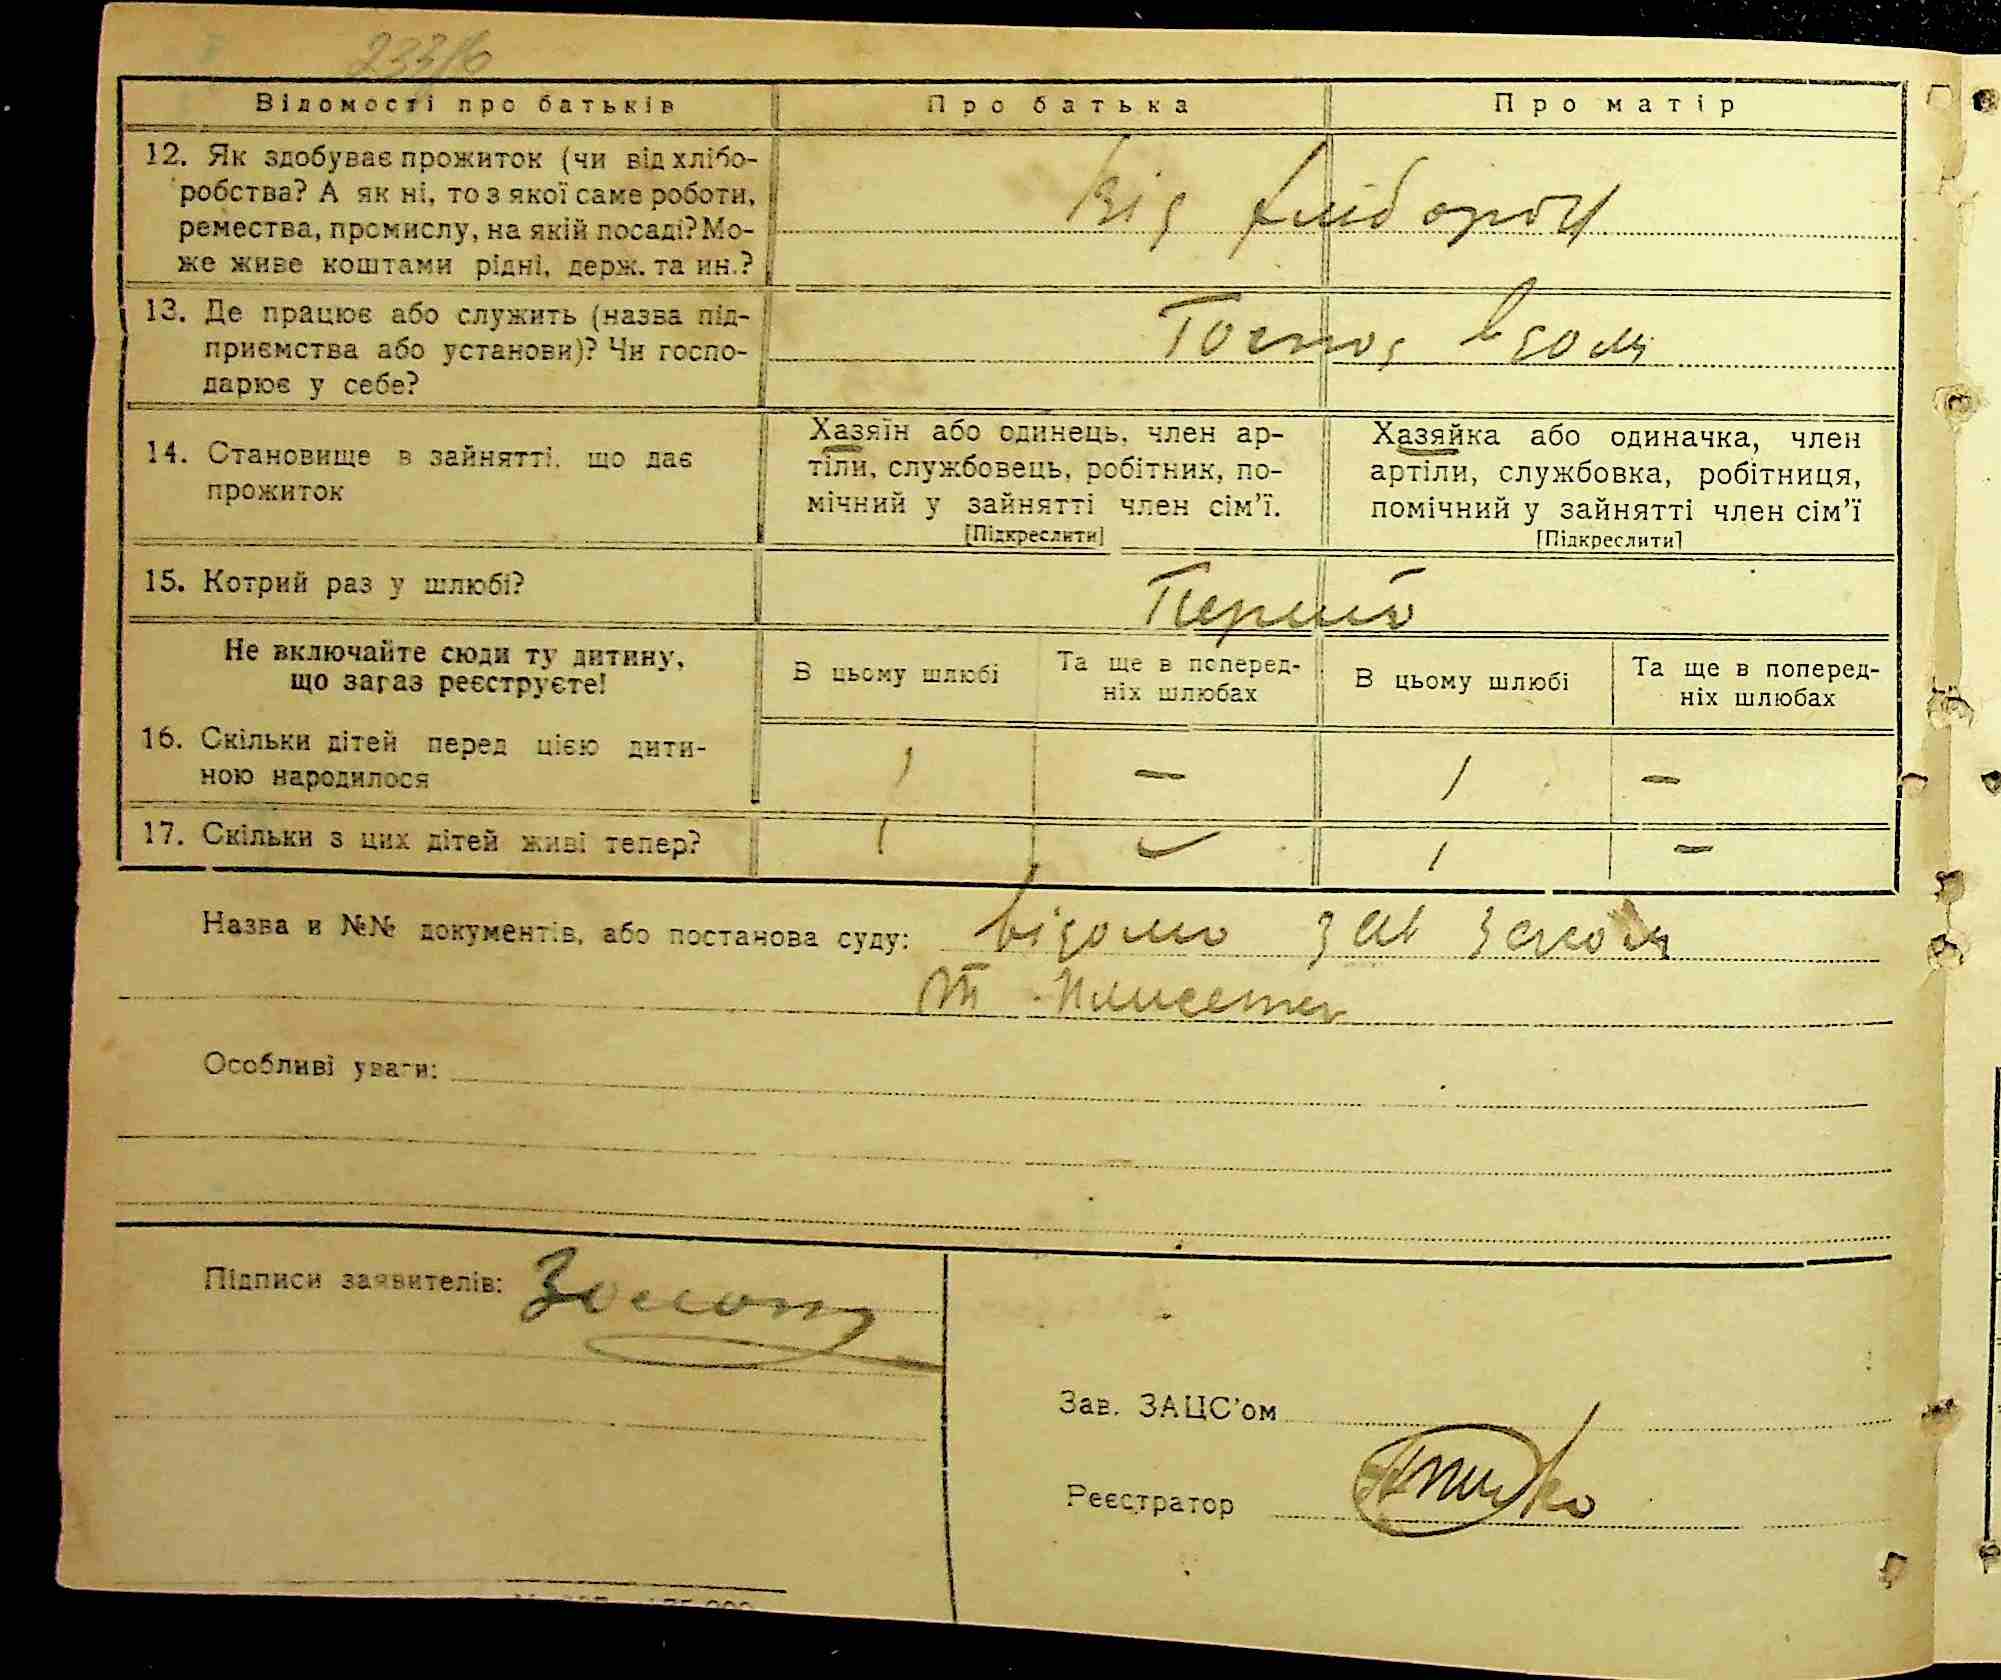 Відомості про батьків Про батька Про матір
12. Як здобуває прожиток (чи від хлібо-
робства? А як ні, то з якої саме роботи,
ремества, промислу, на якій посаді? Мо-
же живе коштами рідні, держ. та ин.?
Від хлібороб
13. Де працює або служить (назва під-
приємства або установи)? Чи госпо-
дарює у себе?
Господ вдома
14. Становище в зайнятті, що дає
прожиток
Хазяїн або одинець, член ар-
тіли, службовець, робітник, по-
мічний у зайнятті член сім'ї.
[Підкреслити]
Хазяйка або одиначка, член
артіли, службовка, робітниця,
помічний у зайнятті член сім'ї
[Підкреслити]
15. Котрий раз у шлюбі?
Перший
Не включайте сюди ту дитину,
що зараз реєструєте!
В цьому шлюбі
Та ще в поперед-
ніх шлюбах
В цьому шлюбі
Та ще в поперед-
ніх шлюбах
16. Скільки дітей перед цією дити-
ною народилося
1 — 1 —
17. Скільки з цих дітей живі тепер?
1 — 1 —
Назва и №№ документів, або постанова суду: відомо
Особливі уваги:
Підписи заявителів:
Зав. ЗАЦС'ом
Реєстратор